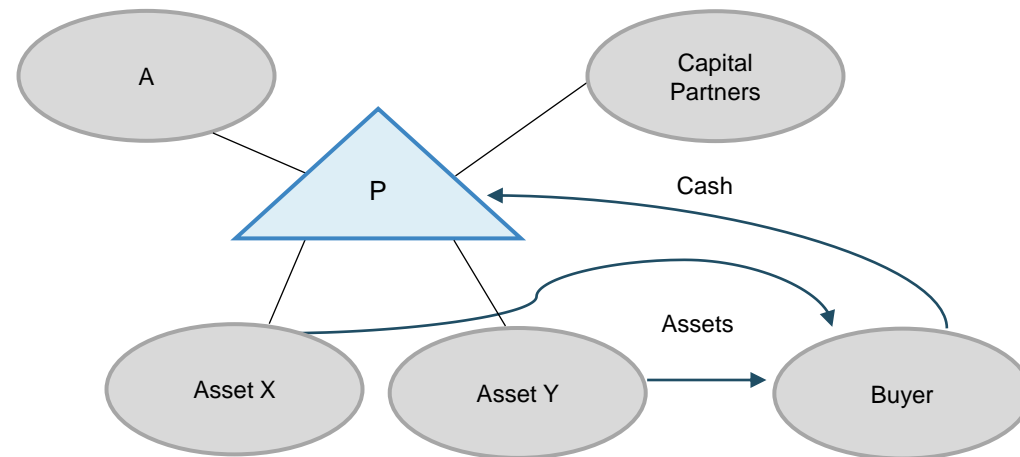 A
Capital
Partners
P
Cash
Assets
Asset X
Asset Y
Buyer